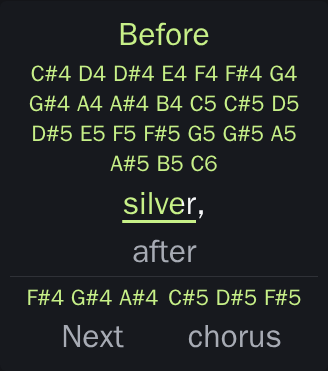 Before
C#4 D4 D#4 E4 F4 F#4 G4
G#4 A4 A#4 B4 C5 C#5 D5
D#5 E5 F5 F#5 G5 G#5 A5
A#5 B5 C6
silver,
after
F#4 G#4 A#4 C#5 D#5 F#5
Next chorus